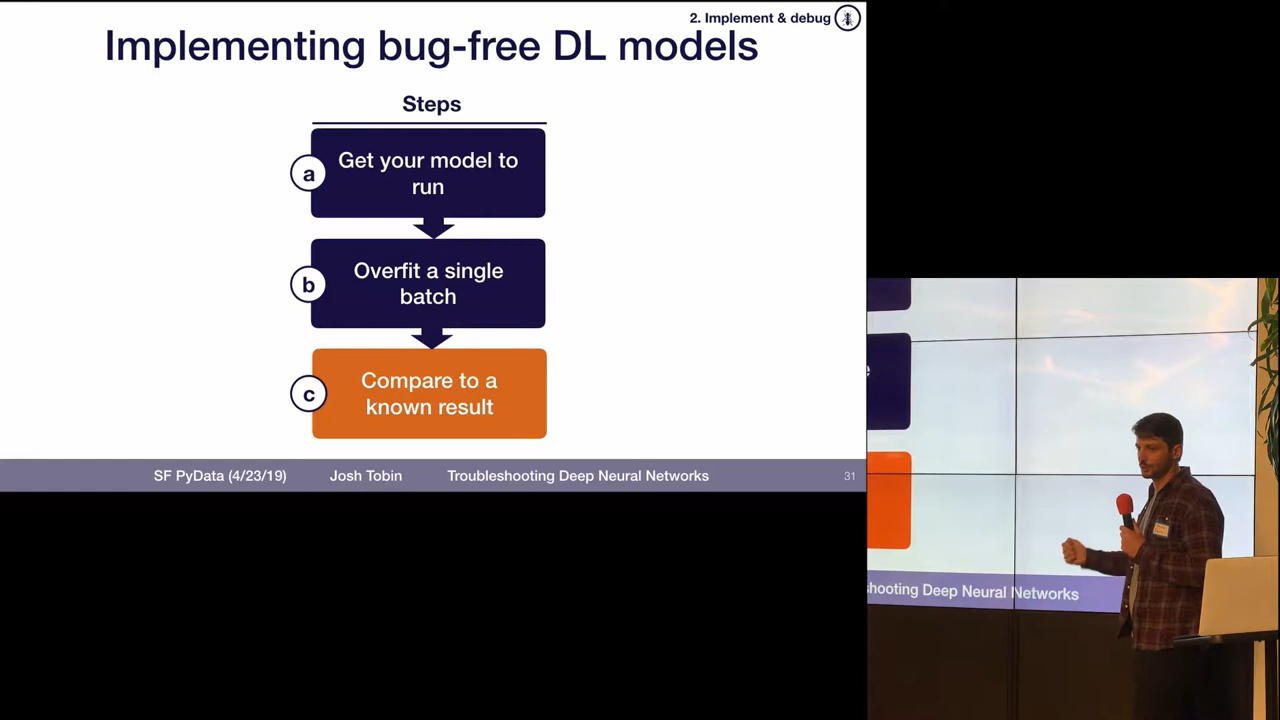 2. Implement & debug
Implementing bug-free DL models
Steps
a
Get your model to
run
b
Overfit a single
batch
c
Compare to a
known result
SF PyData (4/23/19) Josh Tobin Troubleshooting Deep Neural Networks 31
e
shooting Deep Neural Networks